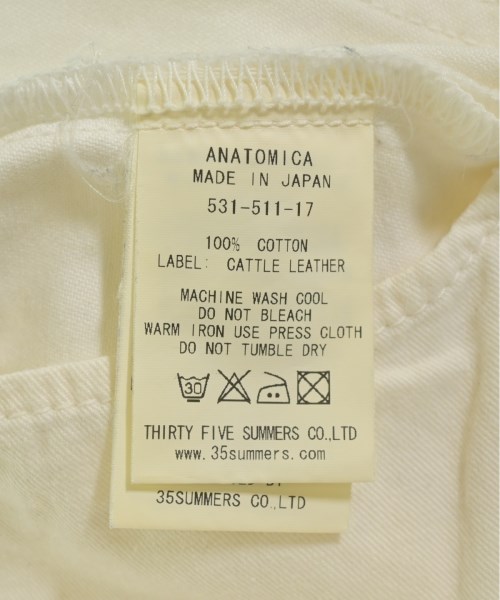 ANATOMICA
MADE IN JAPAN
531-511-17
100% COTTON
LABEL: CATTLE LEATHER
MACHINE WASH COOL
DO NOT BLEACH
WARM IRON USE PRESS CLOTH
DO NOT TUMBLE DRY
30
THIRTY FIVE SUMMERS CO.,LTD
www.35summers.com
35SUMMERS CO.,LTD